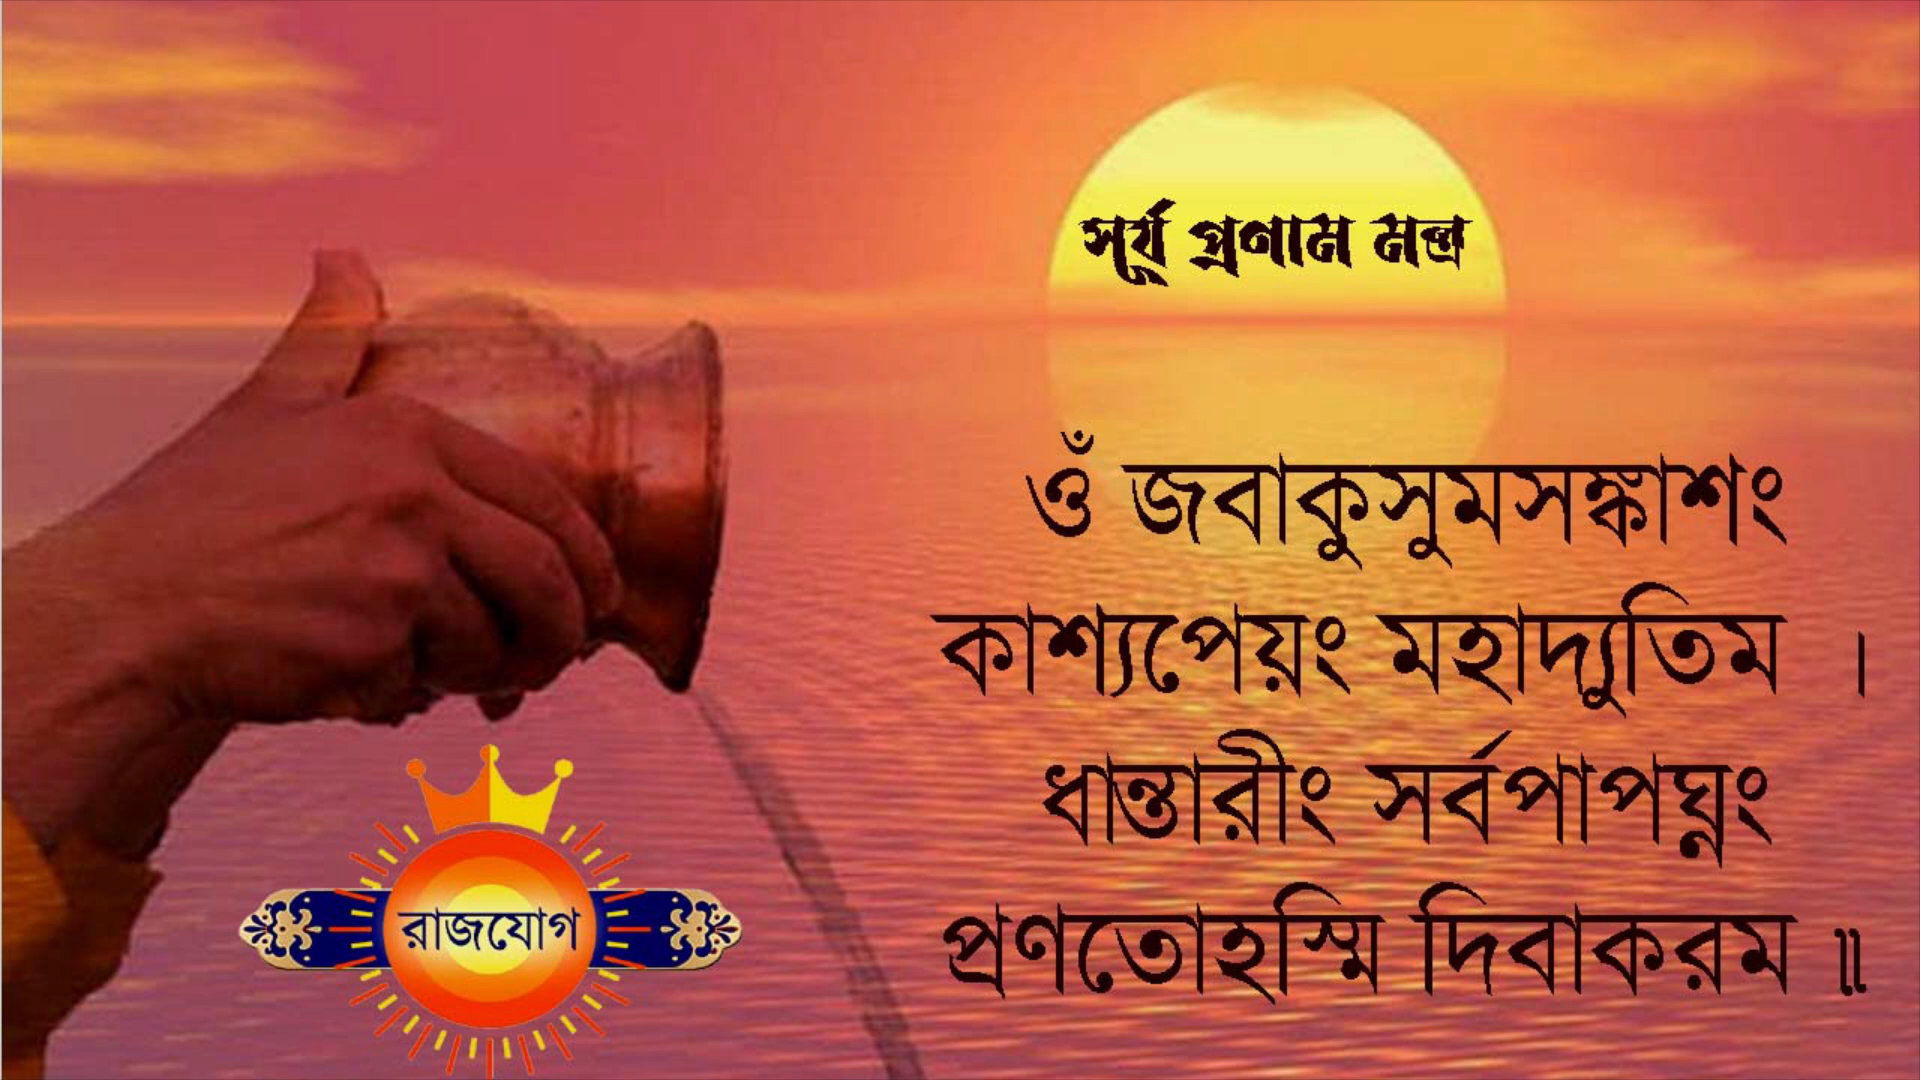 সূর্য প্রণাম মন্ত্র
ওঁ জবাকুসুমসঙ্কাশং
কাশ্যপেয়ং মহাদ্যুতিম ।
ধান্তারীং সর্বপাপঘ্নং
প্রণতোহস্মি দিবাকরম ॥
রাজযোগ